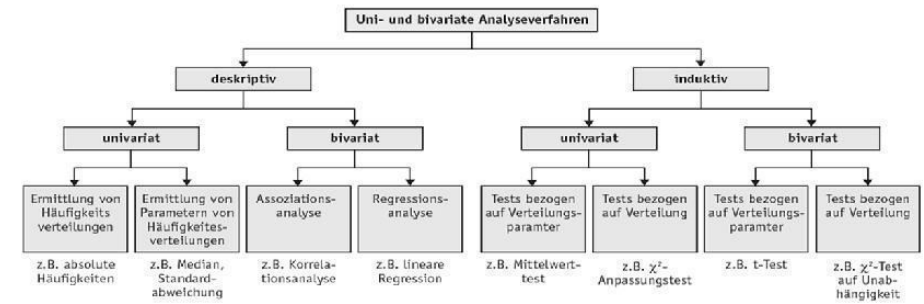 Uni- und bivariate Analyseverfahren
deskriptiv
induktiv
univariat
bivariat
univariat
bivariat
Ermittlung von
Häufigkeits
verteilungen
Ermittlung von
Parametern von
Häufigkeites-
verteilungen
Assoziations-
analyse
Regressions-
analyse
Tests bezogen
auf Verteilungs-
paramter
Tests bezogen
auf Verteilung
Tests bezogen
auf Verteilungs-
paramter
Tests bezogen
auf Verteilung
z.B. absolute
Häufigkeiten
z.B. Median,
Standard-
abweichung
z.B. Korrela-
tionsanalyse
z.B. lineare
Regression
z.B. Mittelwert-
test
z.B. χ²-
Anpassungstest
z.B. t-Test
z.B. χ²-Test
auf Unab-
hängigkeit